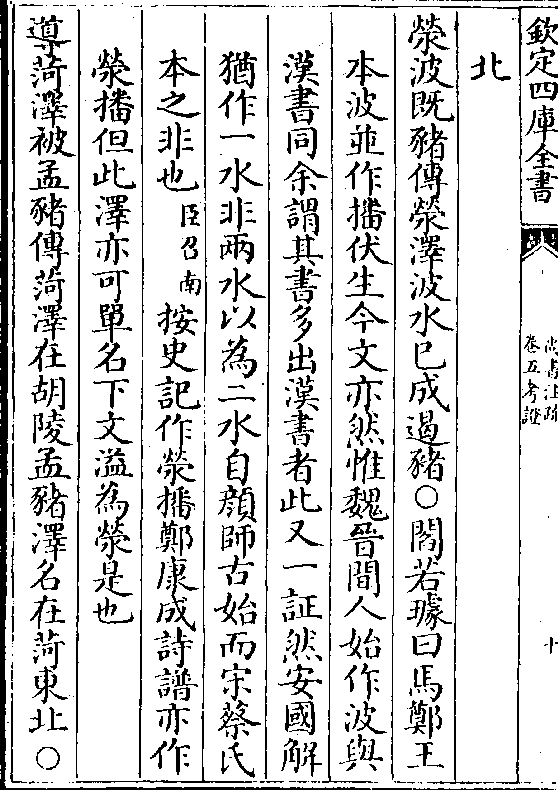 欽定四庫全書
尚書注疏
卷五考證
十
北
滎波既豬傳滎澤波水已成遏豬○閻若璩曰馬鄭王
本波並作播伏生今文亦然惟魏晉間人始作波與
漢書同余謂其書多出漢書者此又一証然安國解
猶作一水非兩水以為二水自顔師古始而宋蔡氏
本之非也臣召南按史記作滎播鄭康成詩譜亦作
滎播但此澤亦可單名下文溢為滎是也
導菏澤被孟豬傳菏澤在胡陵孟豬澤名在菏東北○